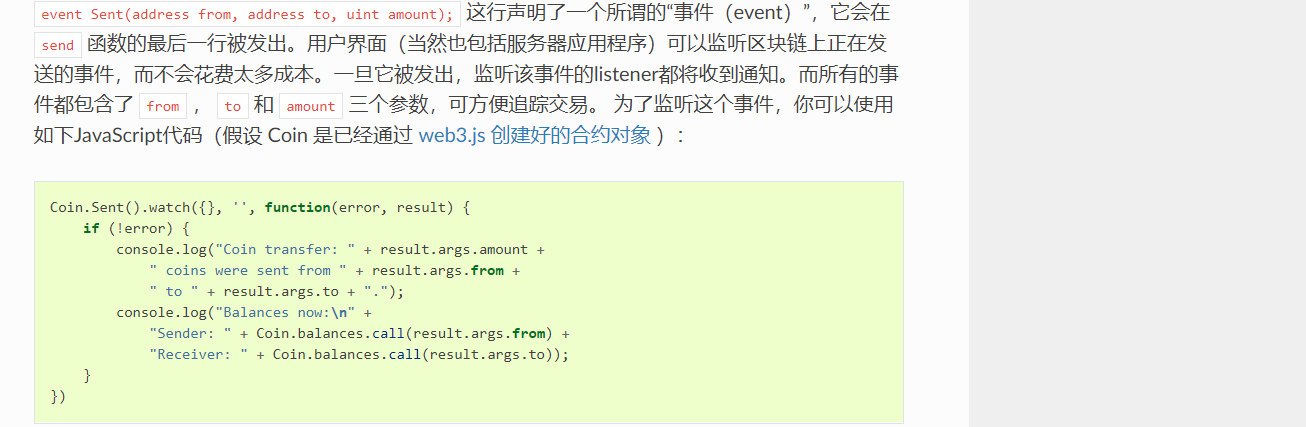 event Sent(address from, address to, uint amount); 这行声明了一个所谓的“事件（event）”，它会在
send 函数的最后一行被发出。用户界面（当然也包括服务器应用程序）可以监听区块链上正在发
送的事件，而不会花费太多成本。一旦它被发出，监听该事件的listener都将收到通知。而所有的事
件都包含了 from ， to 和 amount 三个参数，可方便追踪交易。 为了监听这个事件，你可以使用
如下JavaScript代码（假设 Coin 是已经通过 web3.js 创建好的合约对象 ）：
Coin.Sent().watch({}, '', function(error, result) {
    if (!error) {
        console.log("Coin transfer: " + result.args.amount +
            " coins were sent from " + result.args.from +
            " to " + result.args.to + ".");
        console.log("Balances now:\n" +
            "Sender: " + Coin.balances.call(result.args.from) +
            "Receiver: " + Coin.balances.call(result.args.to));
    }
})